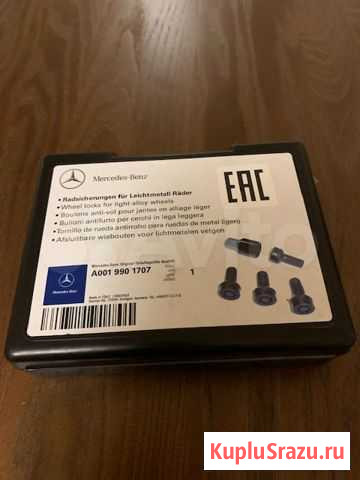 Mercedes-Benz
EAC
• Radsicherungen für Leichtmetall Räder
• Wheel locks for light-alloy wheels
• Boulons anti-vol pour jantes en alliage léger
• Bulloni antifurto per cerchi in lega leggera
• Tornillo de rueda antirrobo para ruedas de metal ligero
• Afsluitbare wielbouten voor lichtmetalen velgen
A001 990 1707
1
Mercedes-Benz
Avito
KupluSrazu.ru